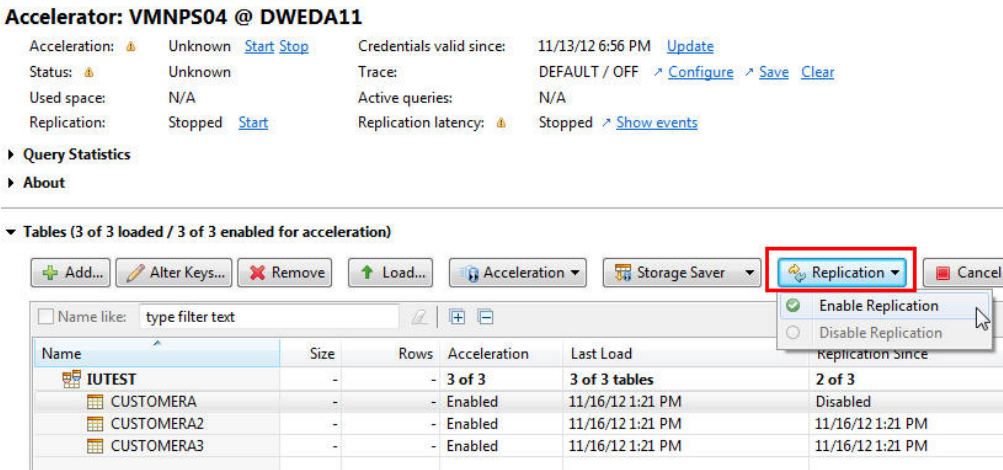 Accelerator: VMNPS04 @ DWEDA11
Acceleration: Unknown Start Stop Credentials valid since: 11/13/12 6:56 PM Update
Status: Unknown Trace: DEFAULT / OFF Configure Save Clear
Used space: N/A Active queries: N/A
Replication: Stopped Start Replication latency: Stopped Show events
Query Statistics
About
Tables (3 of 3 loaded / 3 of 3 enabled for acceleration)
Add... Alter Keys... Remove Load... Acceleration Storage Saver Replication Cancel
Enable Replication
Name like: type filter text
Disable Replication
Name Size Rows Acceleration Last Load Replication Since
IUTEST - - 3 of 3 3 of 3 tables 2 of 3
CUSTOMERA - - Enabled 11/16/12 1:21 PM Disabled
CUSTOMERA2 - - Enabled 11/16/12 1:21 PM 11/16/12 1:21 PM
CUSTOMERA3 - - Enabled 11/16/12 1:21 PM 11/16/12 1:21 PM